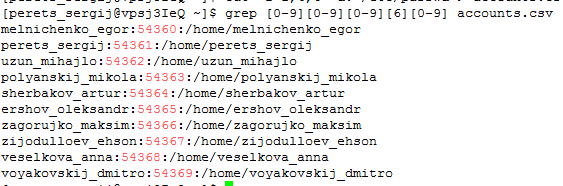 [perets_sergij@vpsj3IeQ ~]$ grep [0-9][0-9][0-9][6][0-9] accounts.csv
melnichenko_egor:54360:/home/melnichenko_egor
perets_sergij:54361:/home/perets_sergij
uzun_mihajlo:54362:/home/uzun_mihajlo
polyanskij_mikola:54363:/home/polyanskij_mikola
sherbakov_artur:54364:/home/sherbakov_artur
ershov_oleksandr:54365:/home/ershov_oleksandr
zagorujko_maksim:54366:/home/zagorujko_maksim
zijodulloev_ehson:54367:/home/zijodulloev_ehson
veselkova_anna:54368:/home/veselkova_anna
voyakovskij_dmitro:54369:/home/voyakovskij_dmitro